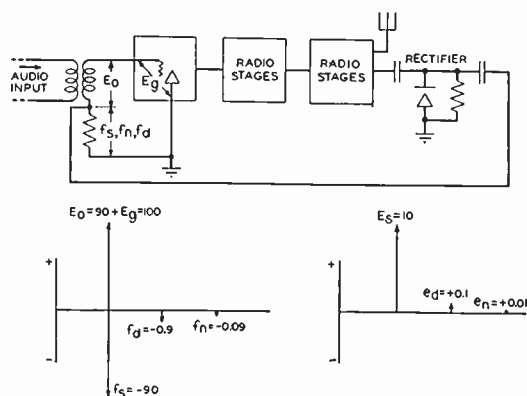 AUDIO
INPUT
E₀
Eg
fs,fn,fd
RADIO
STAGES
RADIO
STAGES
RECTIFIER
E₀=90+Eg=100
+
-
fd=-0.9
fn=-0.09
fs=-90
Es=10
+
-
ed=+0.1
en=+0.01